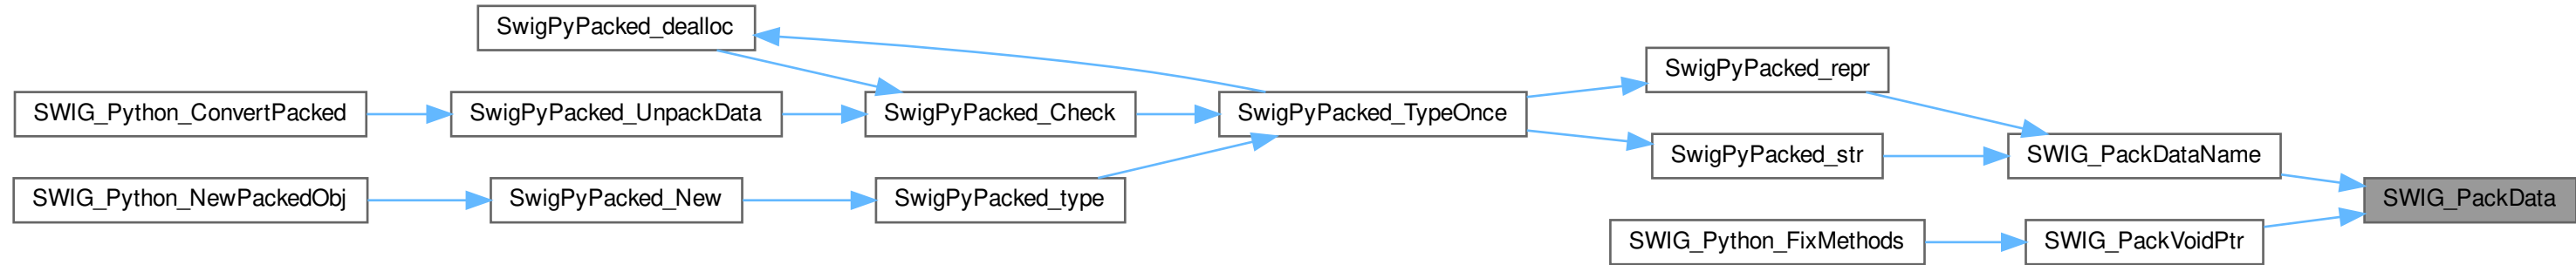 SwigPyPacked_dealloc
SwigPyPacked_repr
SWIG_Python_ConvertPacked
SwigPyPacked_UnpackData
SwigPyPacked_Check
SwigPyPacked_TypeOnce
SwigPyPacked_str
SWIG_PackDataName
SWIG_Python_NewPackedObj
SwigPyPacked_New
SwigPyPacked_type
SWIG_PackData
SWIG_Python_FixMethods
SWIG_PackVoidPtr